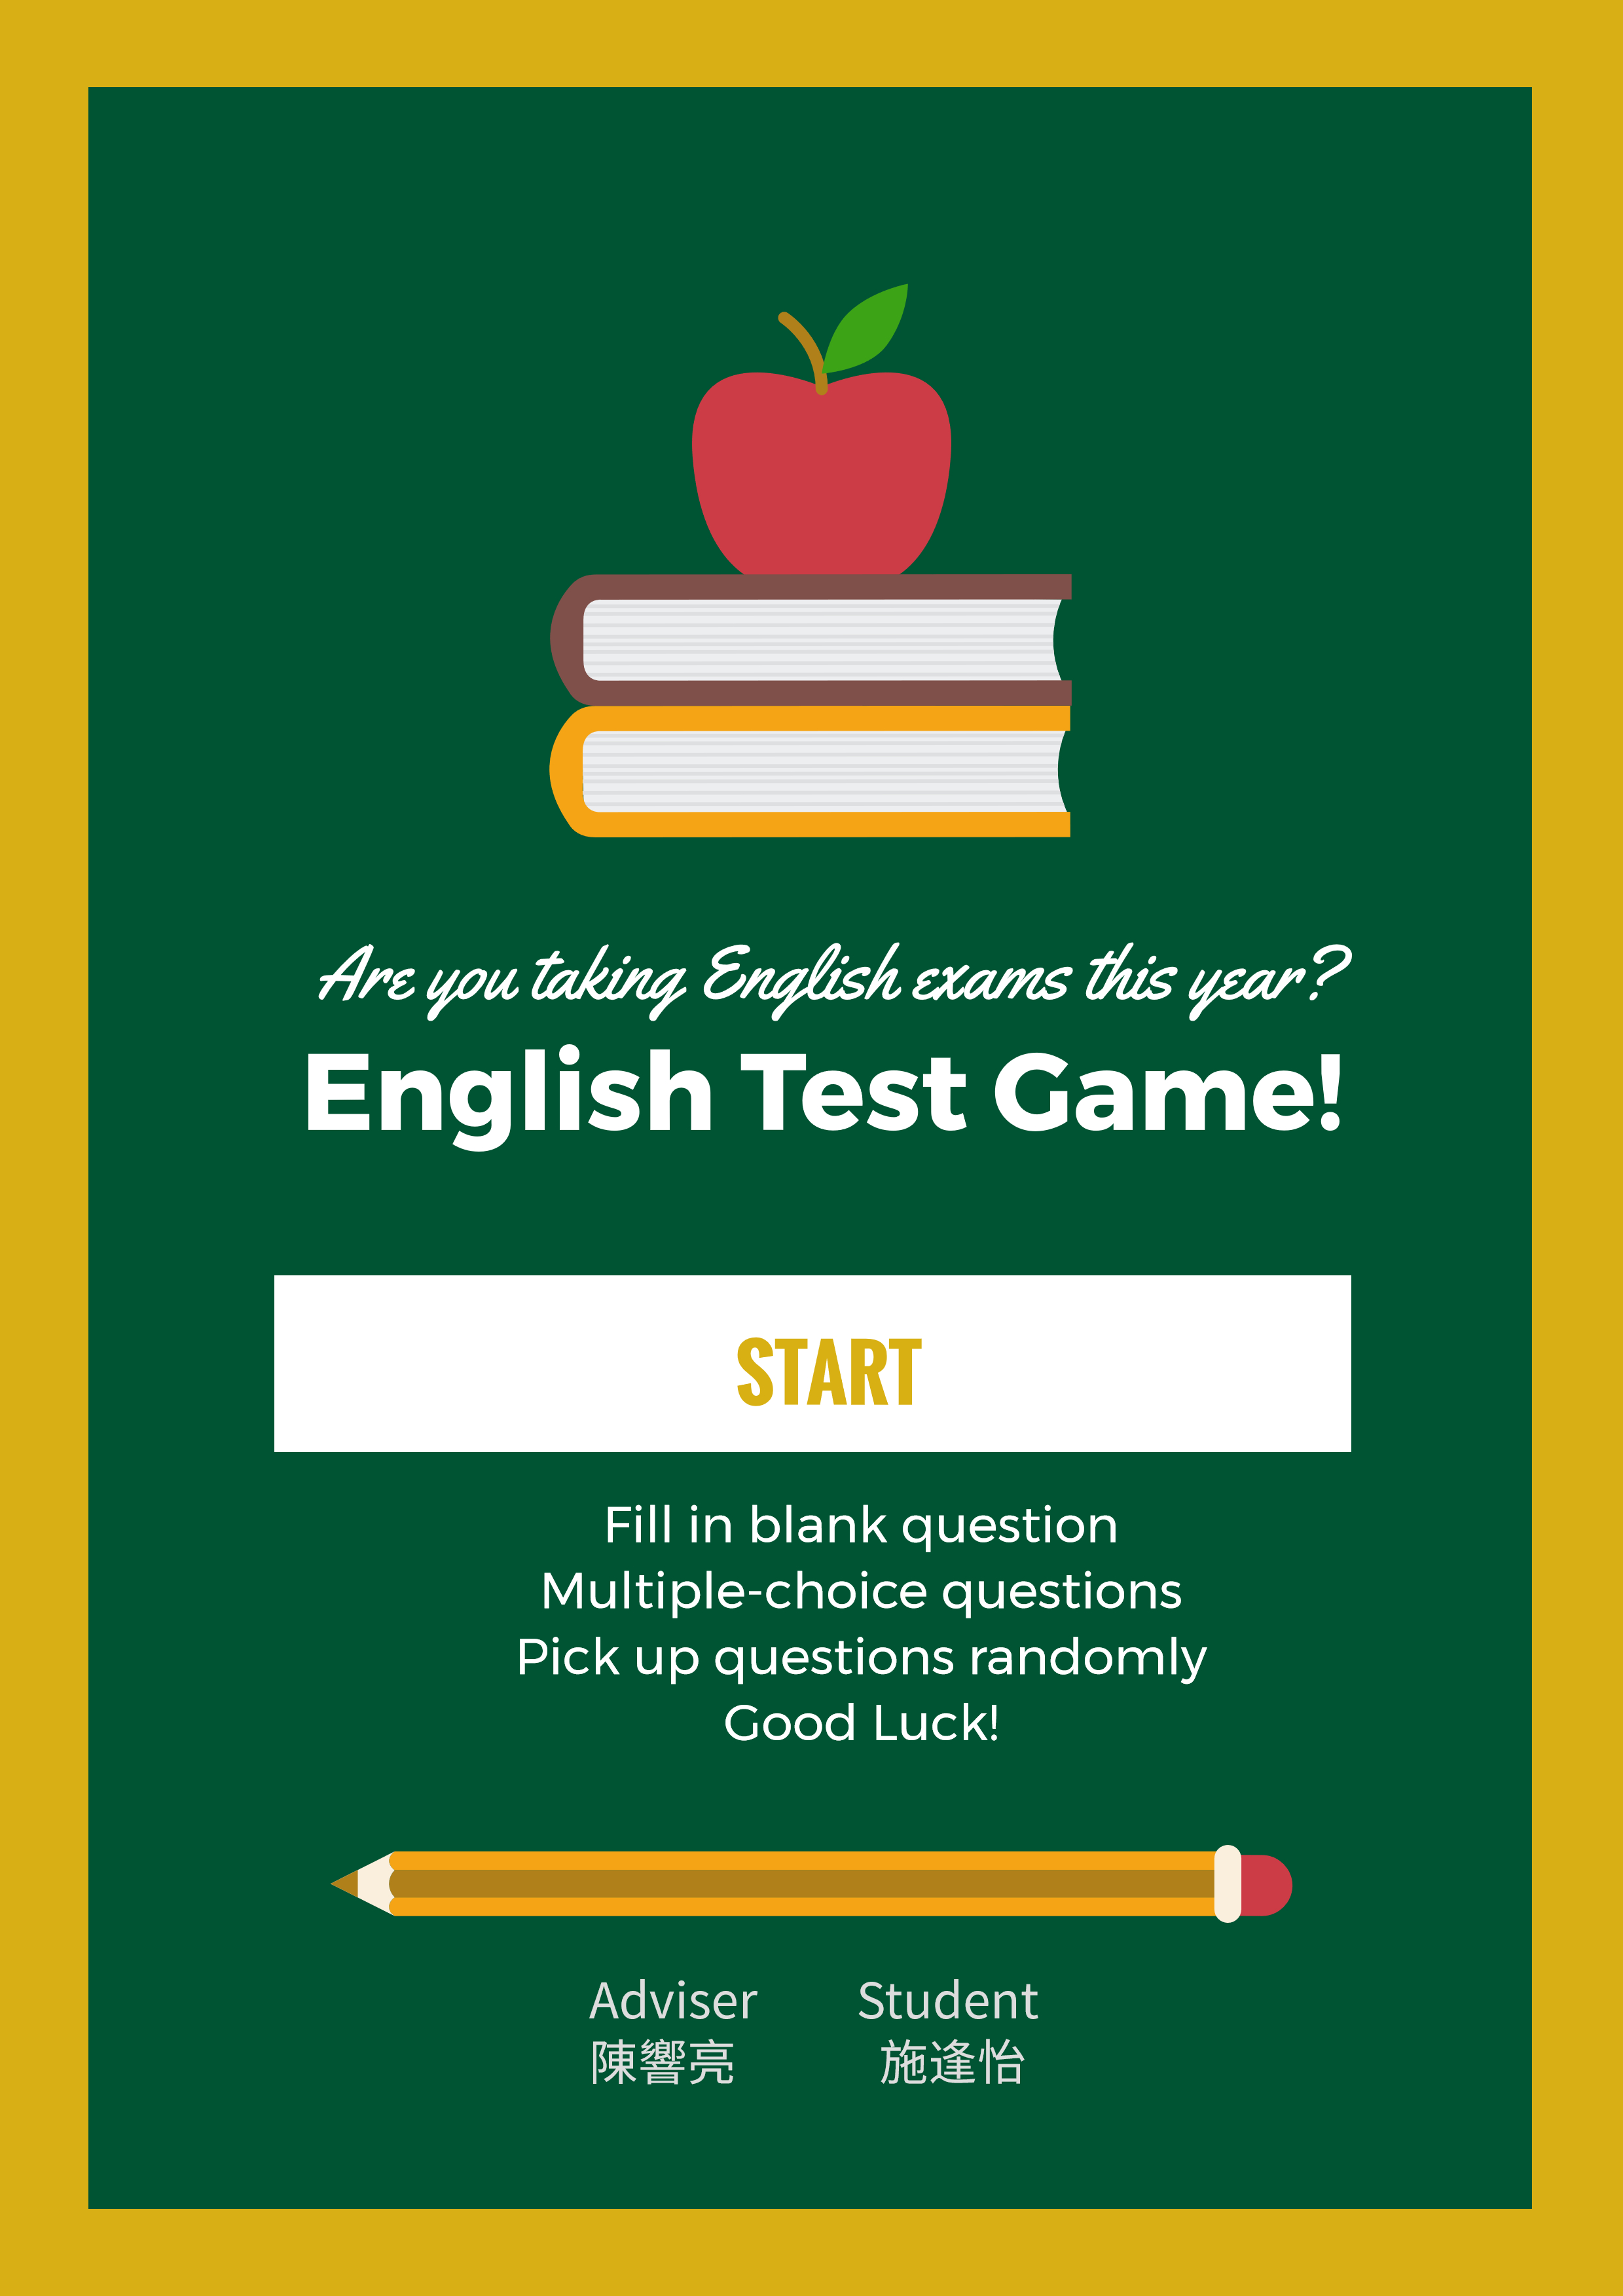 Are you taking English exams this year?
English Test Game!
START
Fill in blank question
Multiple-choice questions
Pick up questions randomly
Good Luck!
Adviser Student
陳響亮 施逢怡